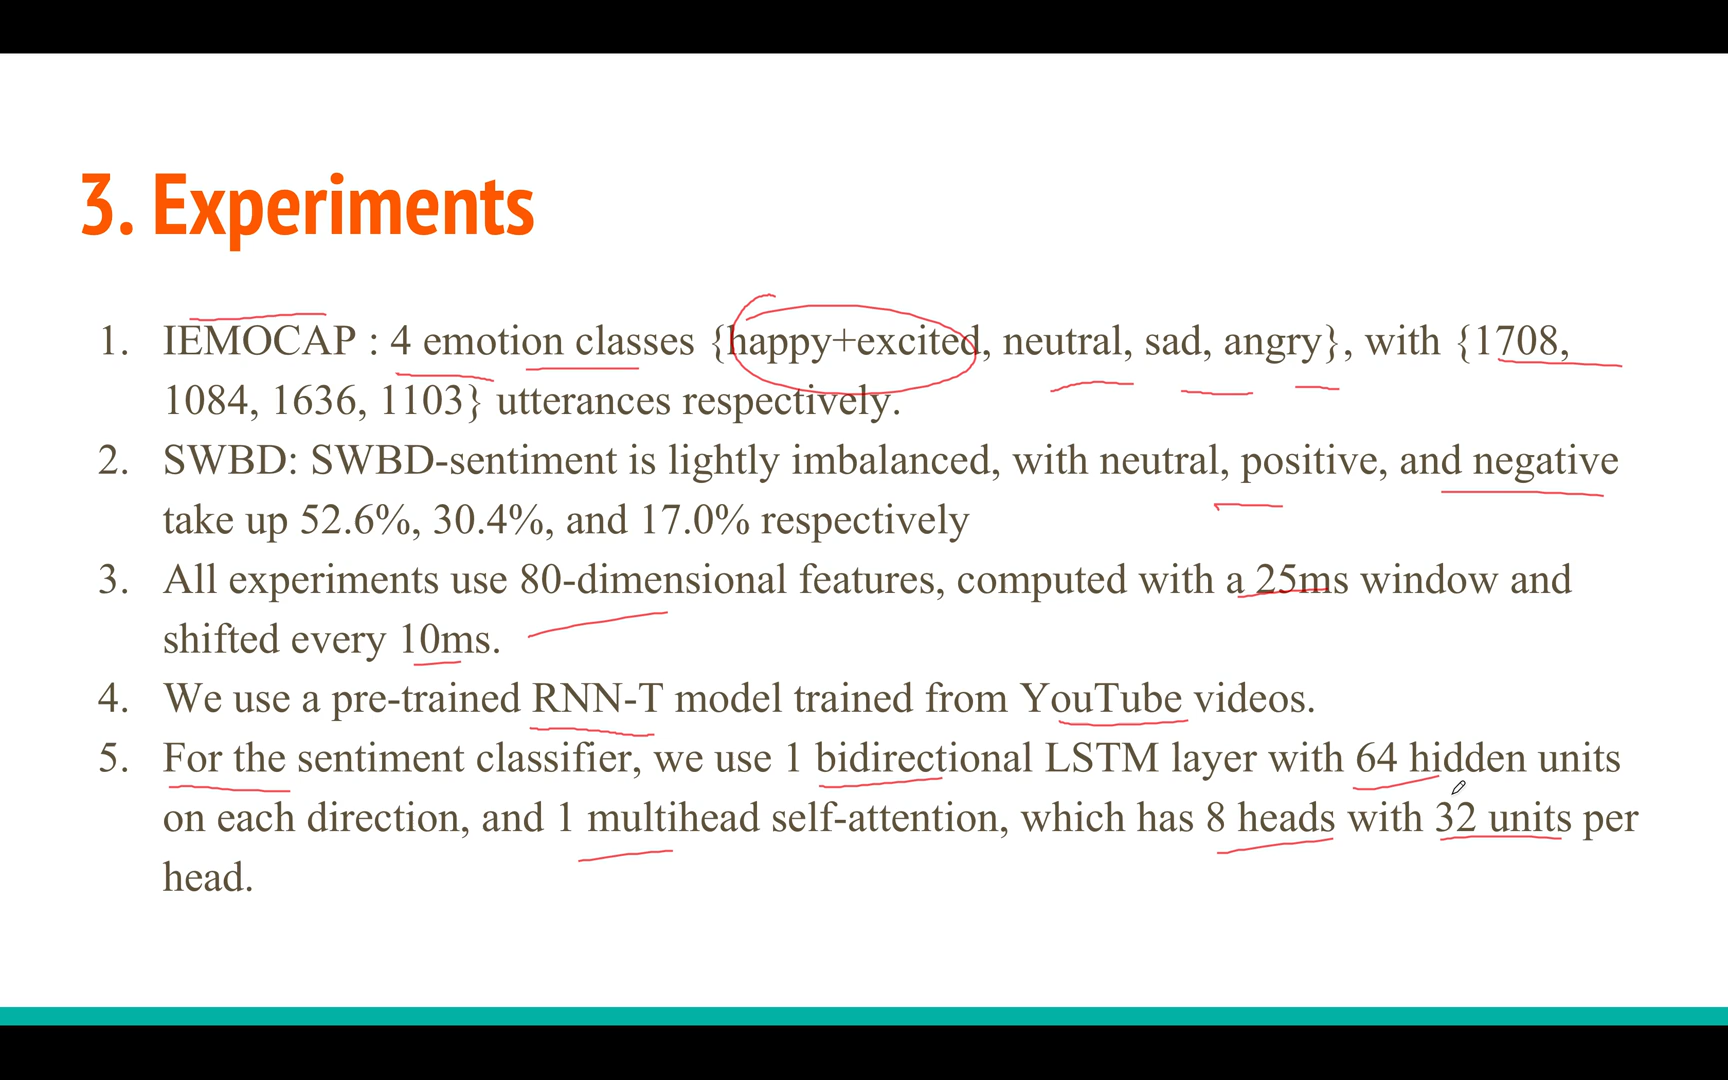 3. Experiments
1. IEMOCAP : 4 emotion classes {happy+excited, neutral, sad, angry}, with {1708,
1084, 1636, 1103} utterances respectively.
2. SWBD: SWBD-sentiment is lightly imbalanced, with neutral, positive, and negative
take up 52.6%, 30.4%, and 17.0% respectively
3. All experiments use 80-dimensional features, computed with a 25ms window and
shifted every 10ms.
4. We use a pre-trained RNN-T model trained from YouTube videos.
5. For the sentiment classifier, we use 1 bidirectional LSTM layer with 64 hidden units
on each direction, and 1 multihead self-attention, which has 8 heads with 32 units per
head.